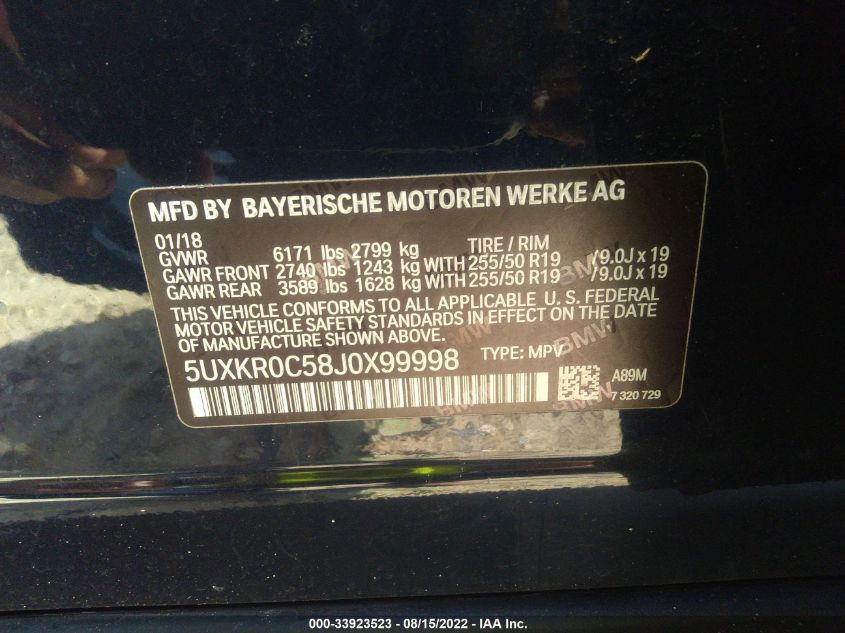 MFD BY BAYERISCHE MOTOREN WERKE AG
01/18 TIRE / RIM
GVWR 6171 lbs 2799 kg
GAWR FRONT 2740 lbs 1243 kg WITH 255/50 R19 /9.0J x 19
GAWR REAR 3589 lbs 1628 kg WITH 255/50 R19 /9.0J x 19
THIS VEHICLE CONFORMS TO ALL APPLICABLE U. S. FEDERAL
MOTOR VEHICLE SAFETY STANDARDS IN EFFECT ON THE DATE
OF MANUFACTURE SHOWN ABOVE.
5UXKR0C58J0X99998 TYPE: MPV
A89M
7 320 729
000-33923523 - 08/15/2022 - IAA Inc.